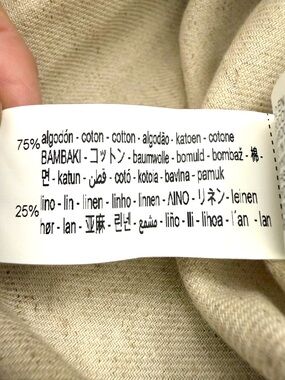 75% algodón - coton - cotton - algodão - katoen - cotone
BAMBAKI - コットン - baumwolle - bomuld - bombaž - 棉 -
면 - katun - قطن - cotó - kotoia - bavlna - pamuk
25% lino - lin - linen - linho - linnen - ΛΙΝΟ - リネン - leinen
hør - lan - 亚麻 - 린넨 - مشمع - liño - lli - lihoa - l'an - lan